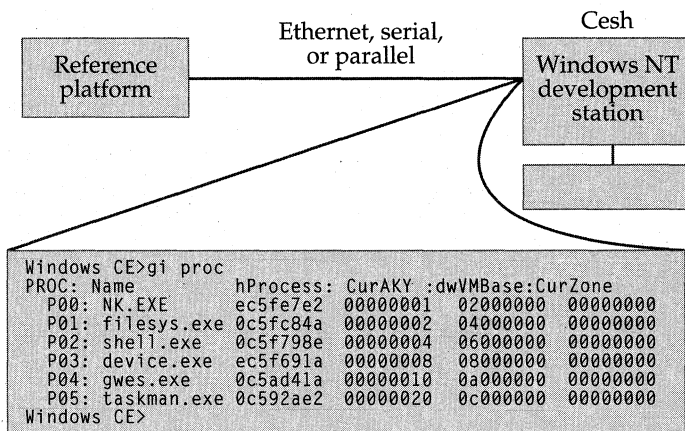 Cesh
Ethernet, serial,
or parallel
Reference
platform
Windows NT
development
station
Windows CE>gi proc
PROC: Name hProcess: CurAKY :dwVMBase:CurZone
P00: NK.EXE ec5fe7e2 00000001 02000000 00000000
P01: filesys.exe 0c5fc84a 00000002 04000000 00000000
P02: shell.exe 0c5f798e 00000004 06000000 00000000
P03: device.exe 0c5f691a 00000008 08000000 00000000
P04: gwes.exe 0c5ad41a 00000010 0a000000 00000000
P05: taskman.exe 0c592ae2 00000020 0c000000 00000000
Windows CE>